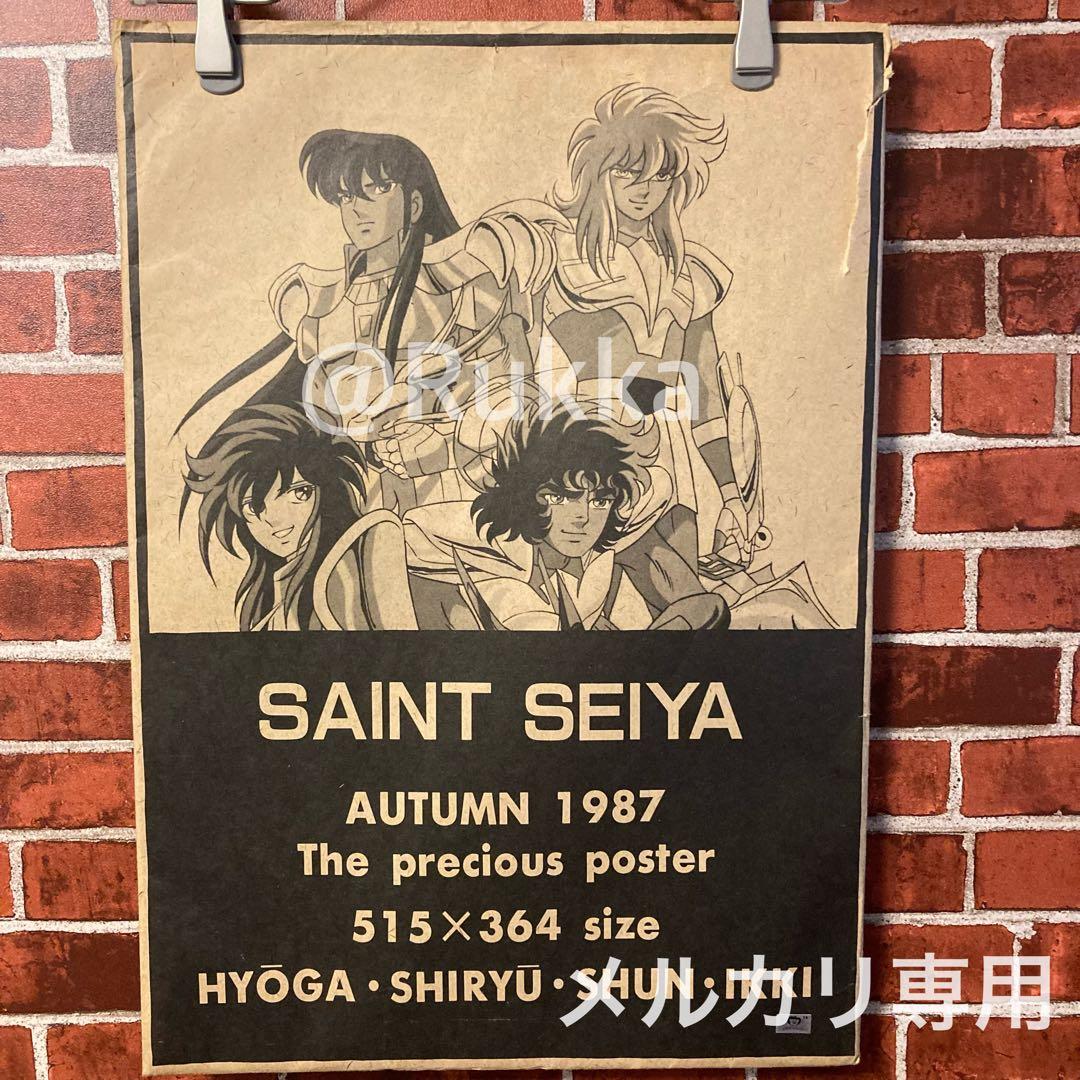 @Rukka
SAINT SEIYA
AUTUMN 1987
The precious poster
515×364 size
HYŌGA・SHIRYŪ・SHUN・IKKI
メルカリ専用